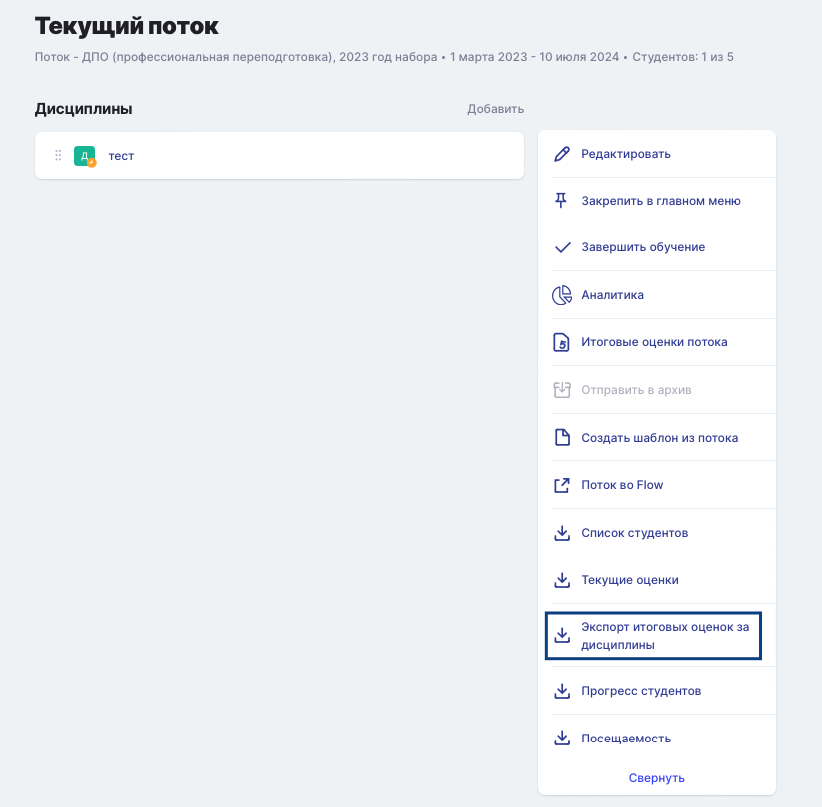 Текущий поток
Поток - ДПО (профессиональная переподготовка), 2023 год набора • 1 марта 2023 - 10 июля 2024 • Студентов: 1 из 5
Дисциплины
Добавить
Д
тест
Редактировать
Закрепить в главном меню
Завершить обучение
Аналитика
5
Итоговые оценки потока
Отправить в архив
Создать шаблон из потока
Поток во Flow
Список студентов
Текущие оценки
Экспорт итоговых оценок за
дисциплины
Прогресс студентов
Посещаемость
Свернуть